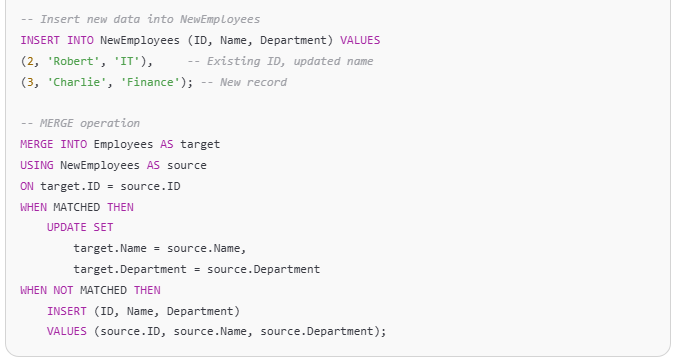 -- Insert new data into NewEmployees
INSERT INTO NewEmployees (ID, Name, Department) VALUES
(2, 'Robert', 'IT'),     -- Existing ID, updated name
(3, 'Charlie', 'Finance'); -- New record

-- MERGE operation
MERGE INTO Employees AS target
USING NewEmployees AS source
ON target.ID = source.ID
WHEN MATCHED THEN
    UPDATE SET
        target.Name = source.Name,
        target.Department = source.Department
WHEN NOT MATCHED THEN
    INSERT (ID, Name, Department)
    VALUES (source.ID, source.Name, source.Department);